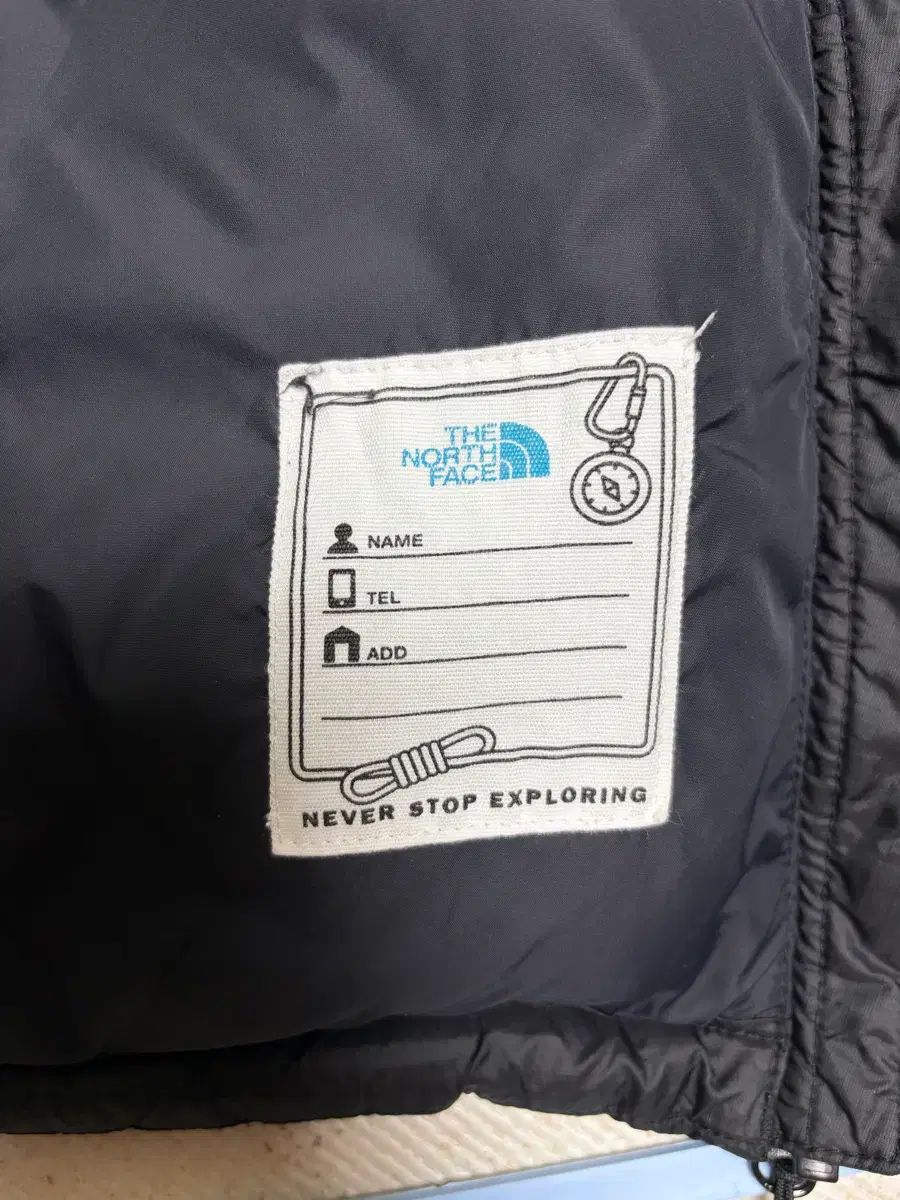 THE
NORTH
FACE
NAME
TEL
ADD
NEVER STOP EXPLORING